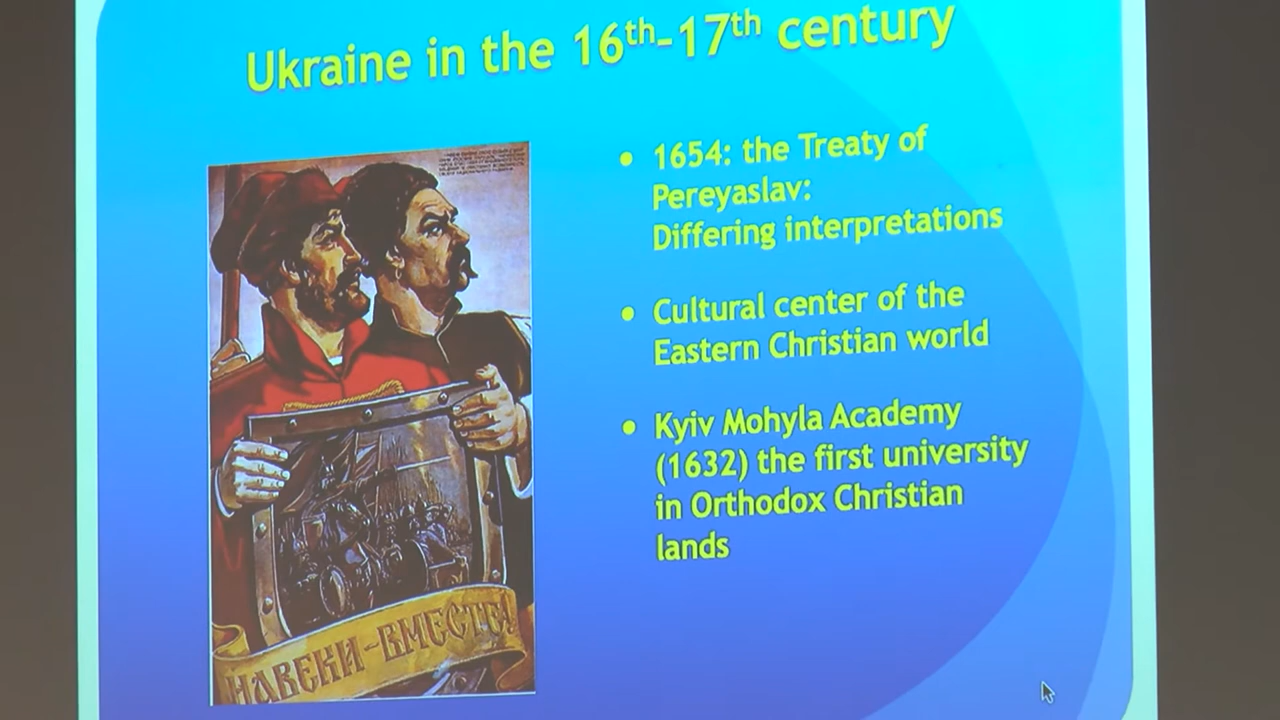 Ukraine in the 16th-17th century
• 1654: the Treaty of
Pereyaslav:
Differing interpretations
• Cultural center of the
Eastern Christian world
• Kyiv Mohyla Academy
(1632) the first university
in Orthodox Christian
lands
НАВЕКИ-ВМЕСТЕ!